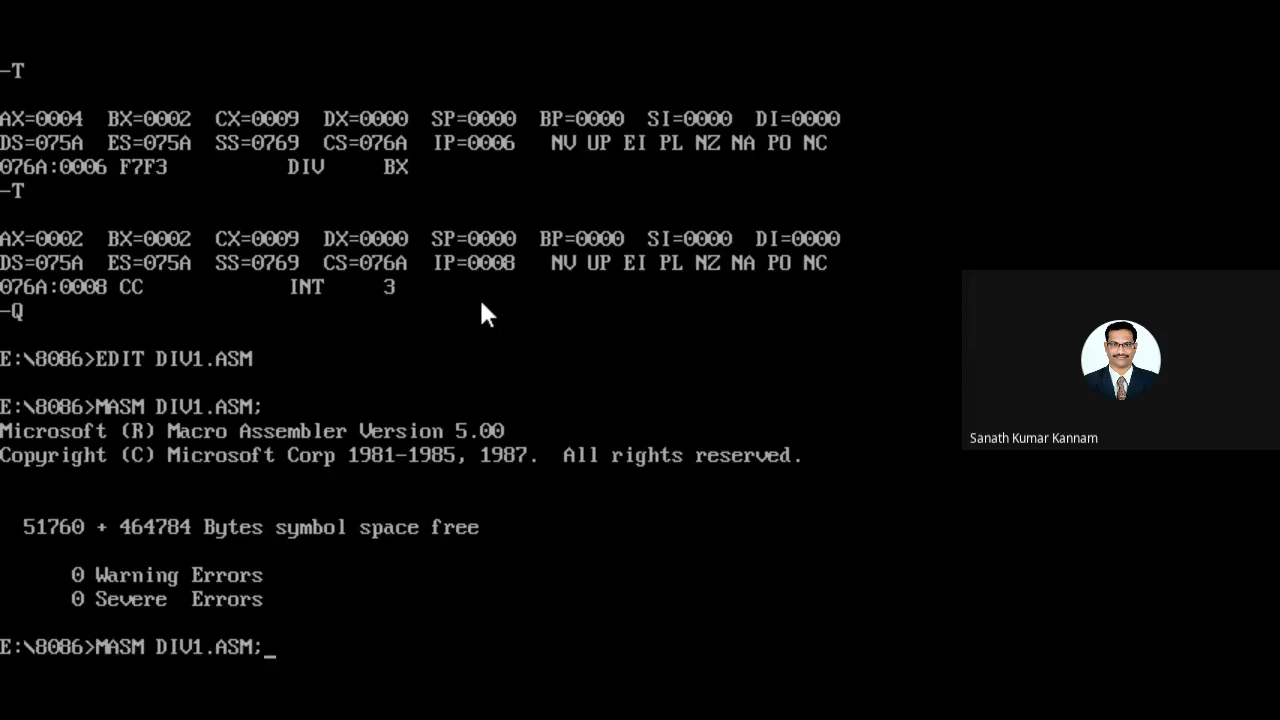 -T
AX=0004 BX=0002 CX=0009 DX=0000 SP=0000 BP=0000 SI=0000 DI=0000
DS=075A ES=075A SS=0769 CS=076A IP=0006 NV UP EI PL NZ NA PO NC
076A:0006 F7F3 DIV BX
-T
AX=0002 BX=0002 CX=0009 DX=0000 SP=0000 BP=0000 SI=0000 DI=0000
DS=075A ES=075A SS=0769 CS=076A IP=0008 NV UP EI PL NZ NA PO NC
076A:0008 CC INT 3
-Q
E:\8086>EDIT DIV1.ASM
E:\8086>MASM DIV1.ASM;
Microsoft (R) Macro Assembler Version 5.00
Copyright (C) Microsoft Corp 1981-1985, 1987. All rights reserved.
51760 + 464784 Bytes symbol space free
0 Warning Errors
0 Severe Errors
E:\8086>MASM DIV1.ASM;_
Sanath Kumar Kannam